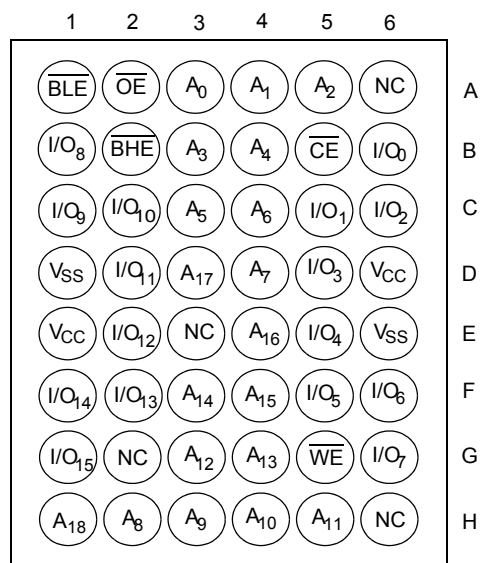 1 2 3 4 5 6
BLE OE A0 A1 A2 NC A
I/O8 BHE A3 A4 CE I/O0 B
I/O9 I/O10 A5 A6 I/O1 I/O2 C
VSS I/O11 A17 A7 I/O3 VCC D
VCC I/O12 NC A16 I/O4 VSS E
I/O14 I/O13 A14 A15 I/O5 I/O6 F
I/O15 NC A12 A13 WE I/O7 G
A18 A8 A9 A10 A11 NC H